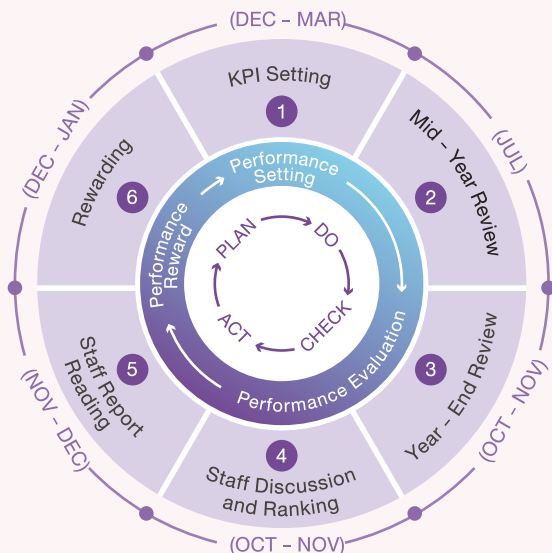 (DEC – MAR)
KPI Setting
1
(JUL)
Mid – Year Review
2
(OCT – NOV)
Year – End Review
3
(OCT – NOV)
Staff Discussion
and Ranking
4
(NOV – DEC)
Staff Report
Reading
5
(DEC – JAN)
Rewarding
6
Performance
Setting
Performance Evaluation
Performance
Reward
PLAN
DO
CHECK
ACT